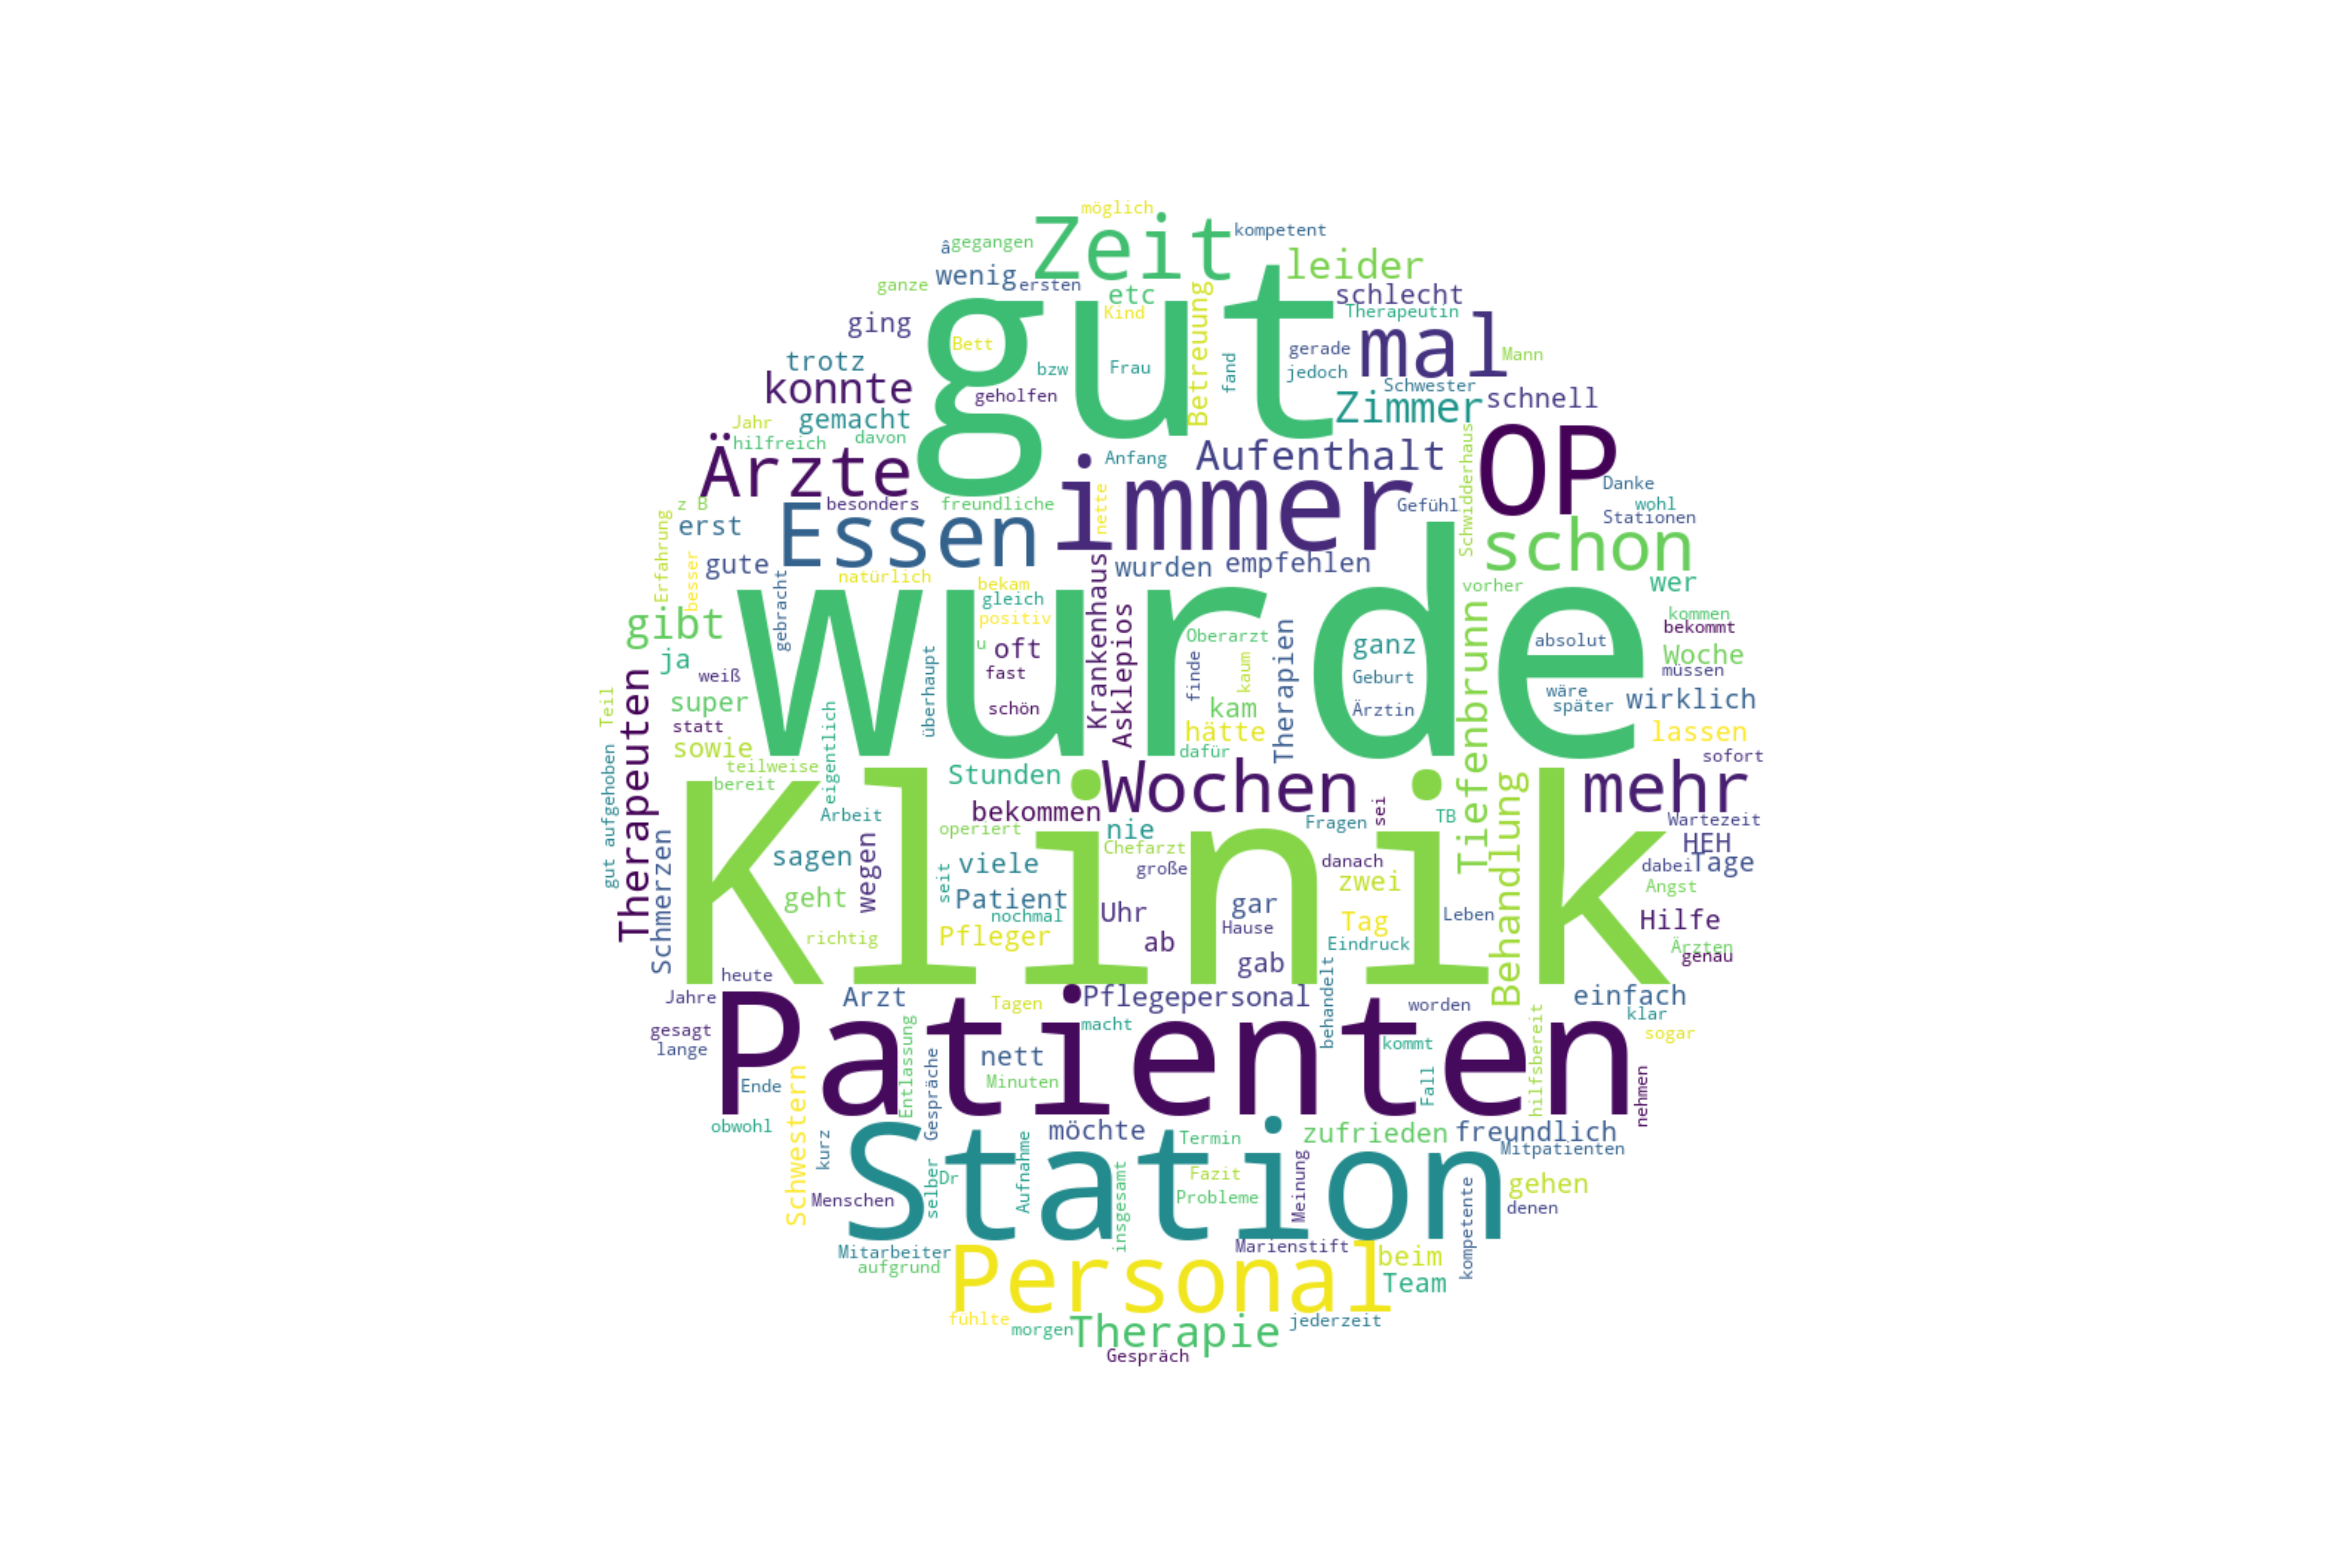 möglich
Zeit
kompetent
â
gegangen
leider
wenig
ersten
ganze
etc
schlecht
Kind
Betreuung
Therapeutin
ging
gut
mal
Bett
gerade
Mann
trotz
bzw
Frau
fand
jedoch
konnte
Schwester
geholfen
Zimmer
schnell
Jahr
gemacht
hilfreich
davon
Ärzte
Anfang
Aufenthalt
Schwidderhaus
OP
immer
Danke
z B
besonders
freundliche
nette
Gefühl
wohl
Stationen
erst
Essen
schon
Erfahrung
besser
gute
gebracht
natürlich
bekam
Krankenhaus
wurden
empfehlen
vorher
wer
gleich
gibt
wurde
positiv
Asklepios
Oberarzt
Therapien
ganz
Tiefenbrunn
absolut
kommen
bekommt
ja
u
oft
Woche
weiß
überhaupt
fast
finde
kaum
Geburt
müssen
Teil
Therapeuten
super
schön
kam
Ärztin
wäre
später
wirklich
statt
hätte
lassen
sowie
eigentlich
dafür
sofort
teilweise
bereit
Stunden
Wochen
Behandlung
mehr
gut aufgehoben
Arbeit
bekommen
sei
TB
Wartezeit
Schmerzen
Klinik
operiert
nie
Fragen
HEH
sagen
wegen
viele
Chefarzt
danach
dabei
Tage
seit
große
zwei
Angst
geht
Patient
nochmal
Uhr
gar
Tag
Leben
Hilfe
richtig
Pfleger
ab
Hause
Eindruck
Ärzten
genau
heute
gab
behandelt
Jahre
Arzt
Tagen
Pflegepersonal
worden
einfach
gesagt
Patienten
macht
klar
lange
Entlassung
Gespräche
nett
kommt
hilfsbereit
sogar
Ende
Minuten
Fall
nehmen
Schwestern
obwohl
kurz
möchte
Termin
zufrieden
freundlich
Station
Mitpatienten
selber
Dr
Aufnahme
insgesamt
Fazit
Meinung
kompetente
gehen
Menschen
Probleme
denen
Mitarbeiter
Marienstift
beim
aufgrund
Personal
Team
fühlte
morgen
Therapie
jederzeit
Gespräch